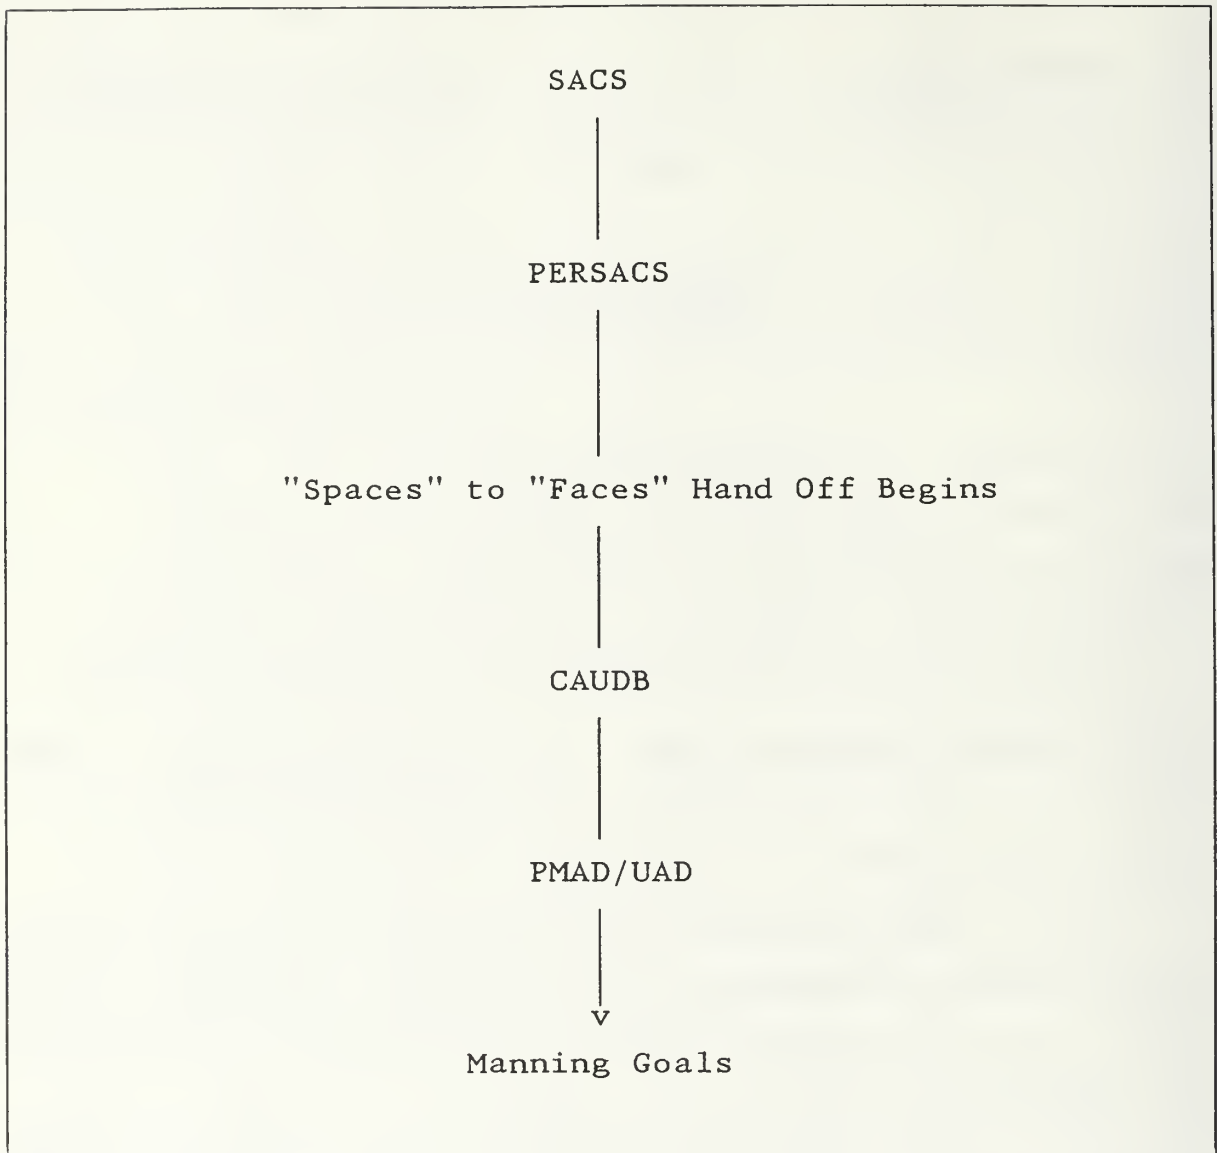 SACS
PERSACS
"Spaces" to "Faces" Hand Off Begins
CAUDB
PMAD/UAD
v
Manning Goals